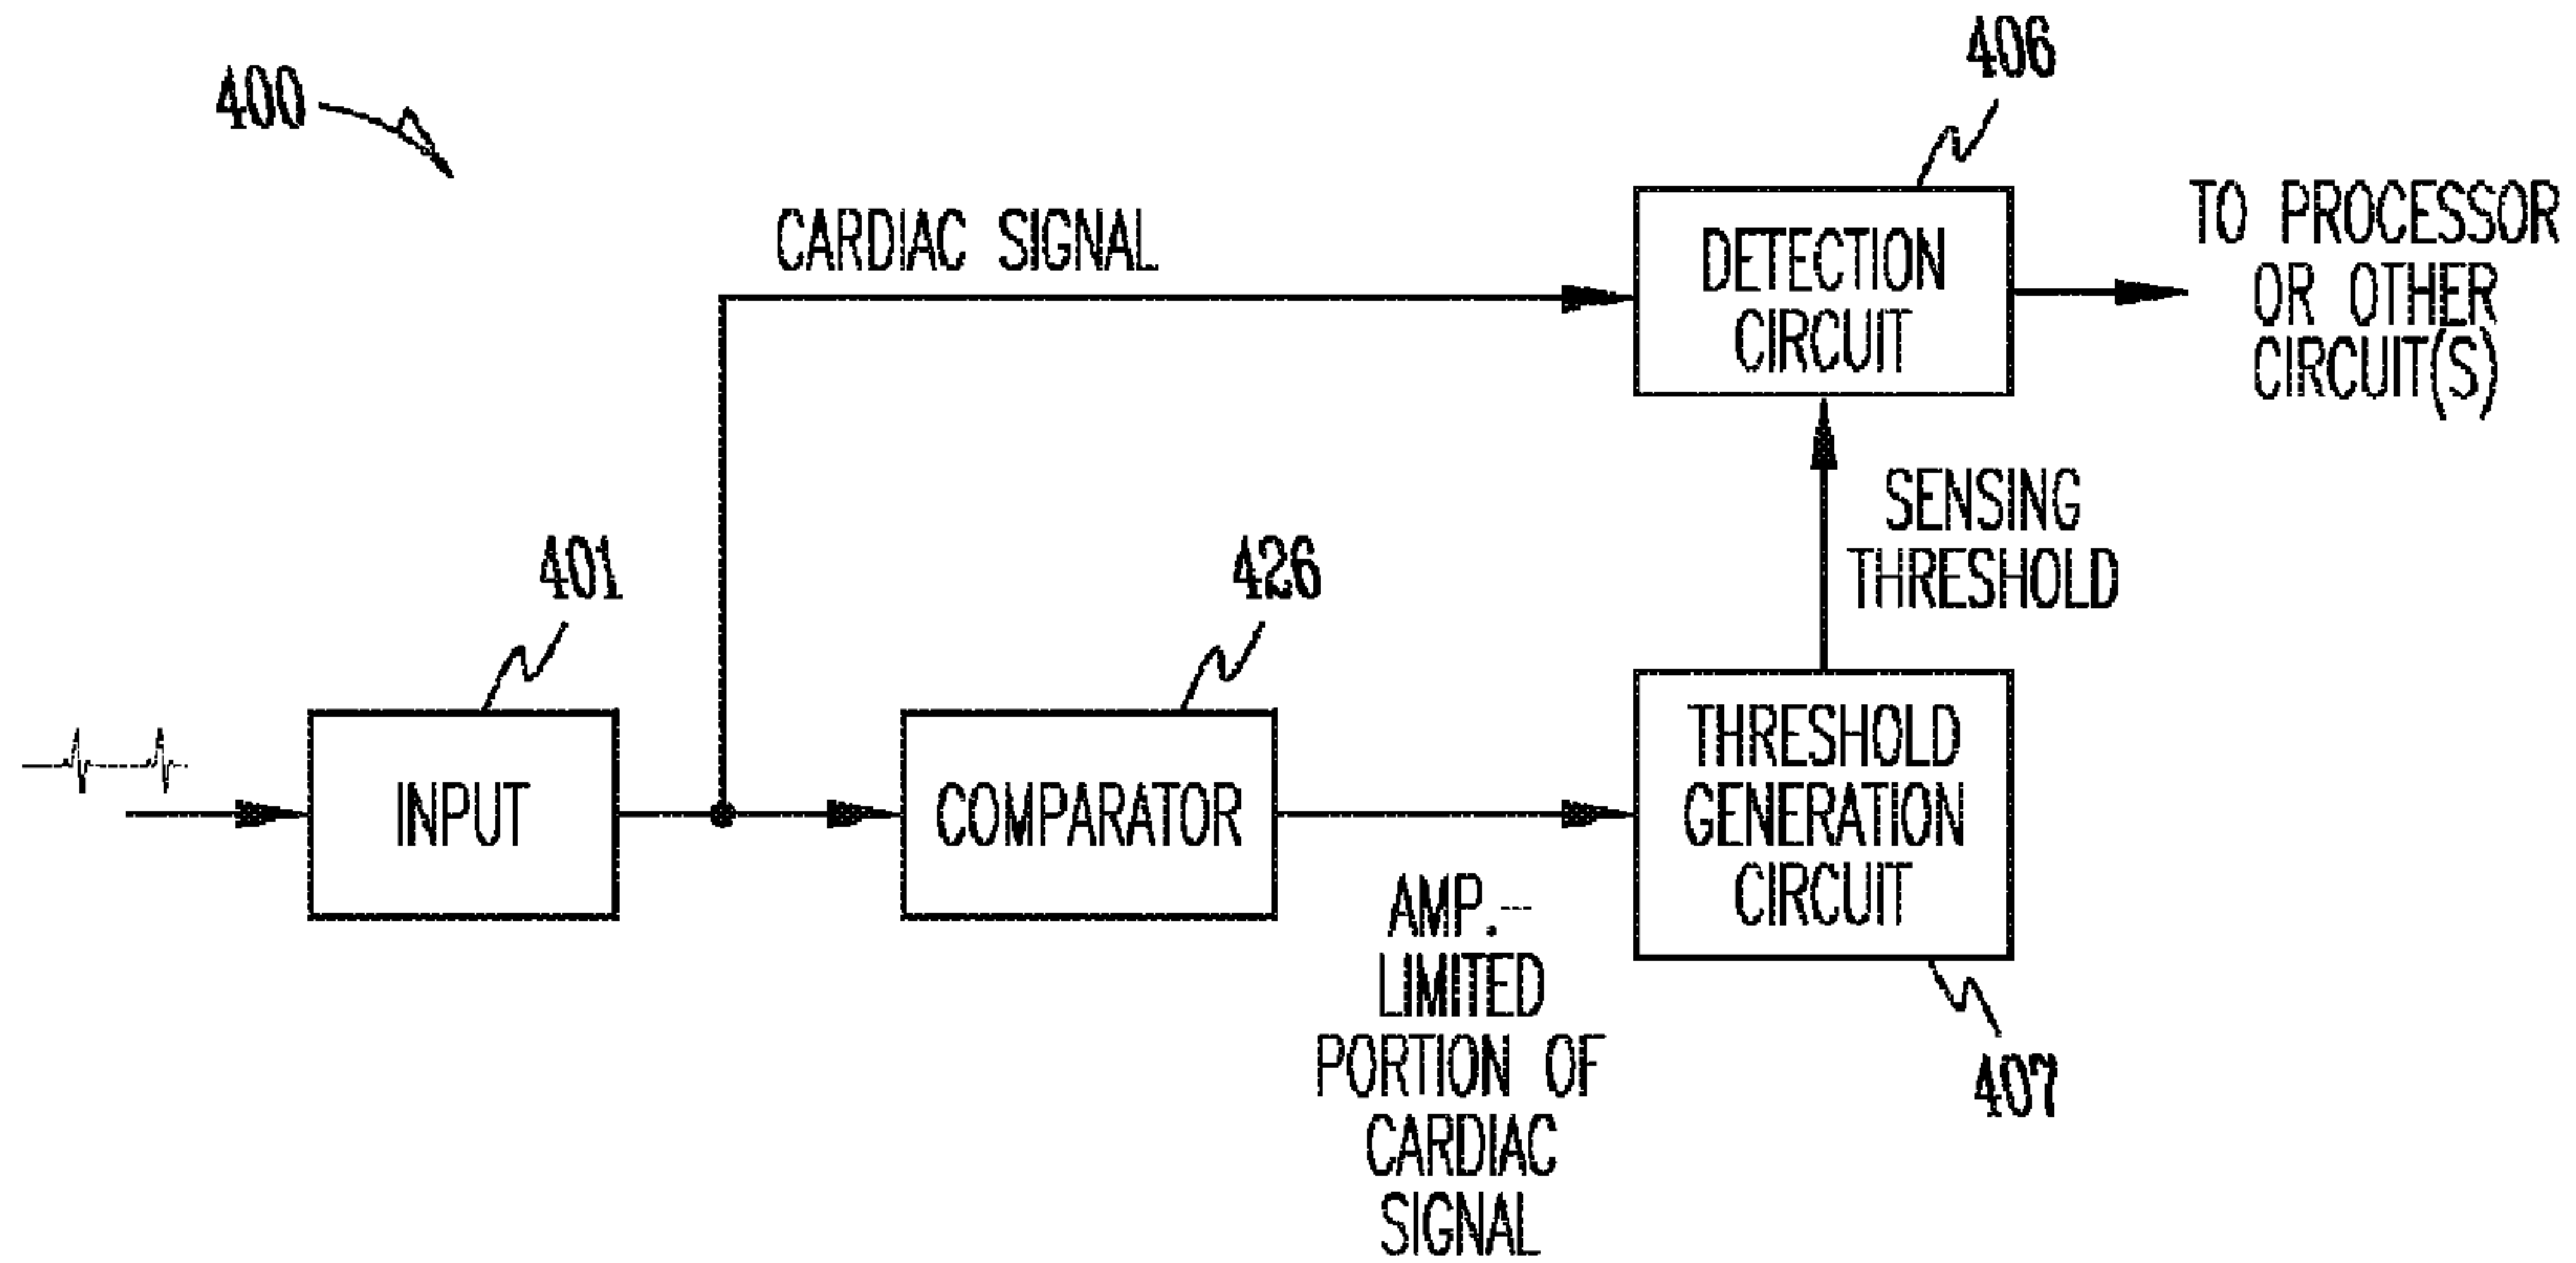 400
406
CARDIAC SIGNAL
DETECTION
CIRCUIT
TO PROCESSOR
OR OTHER
CIRCUIT(S)
SENSING
THRESHOLD
401
426
INPUT
COMPARATOR
THRESHOLD
GENERATION
CIRCUIT
AMP.-
LIMITED
PORTION OF
CARDIAC
SIGNAL
407